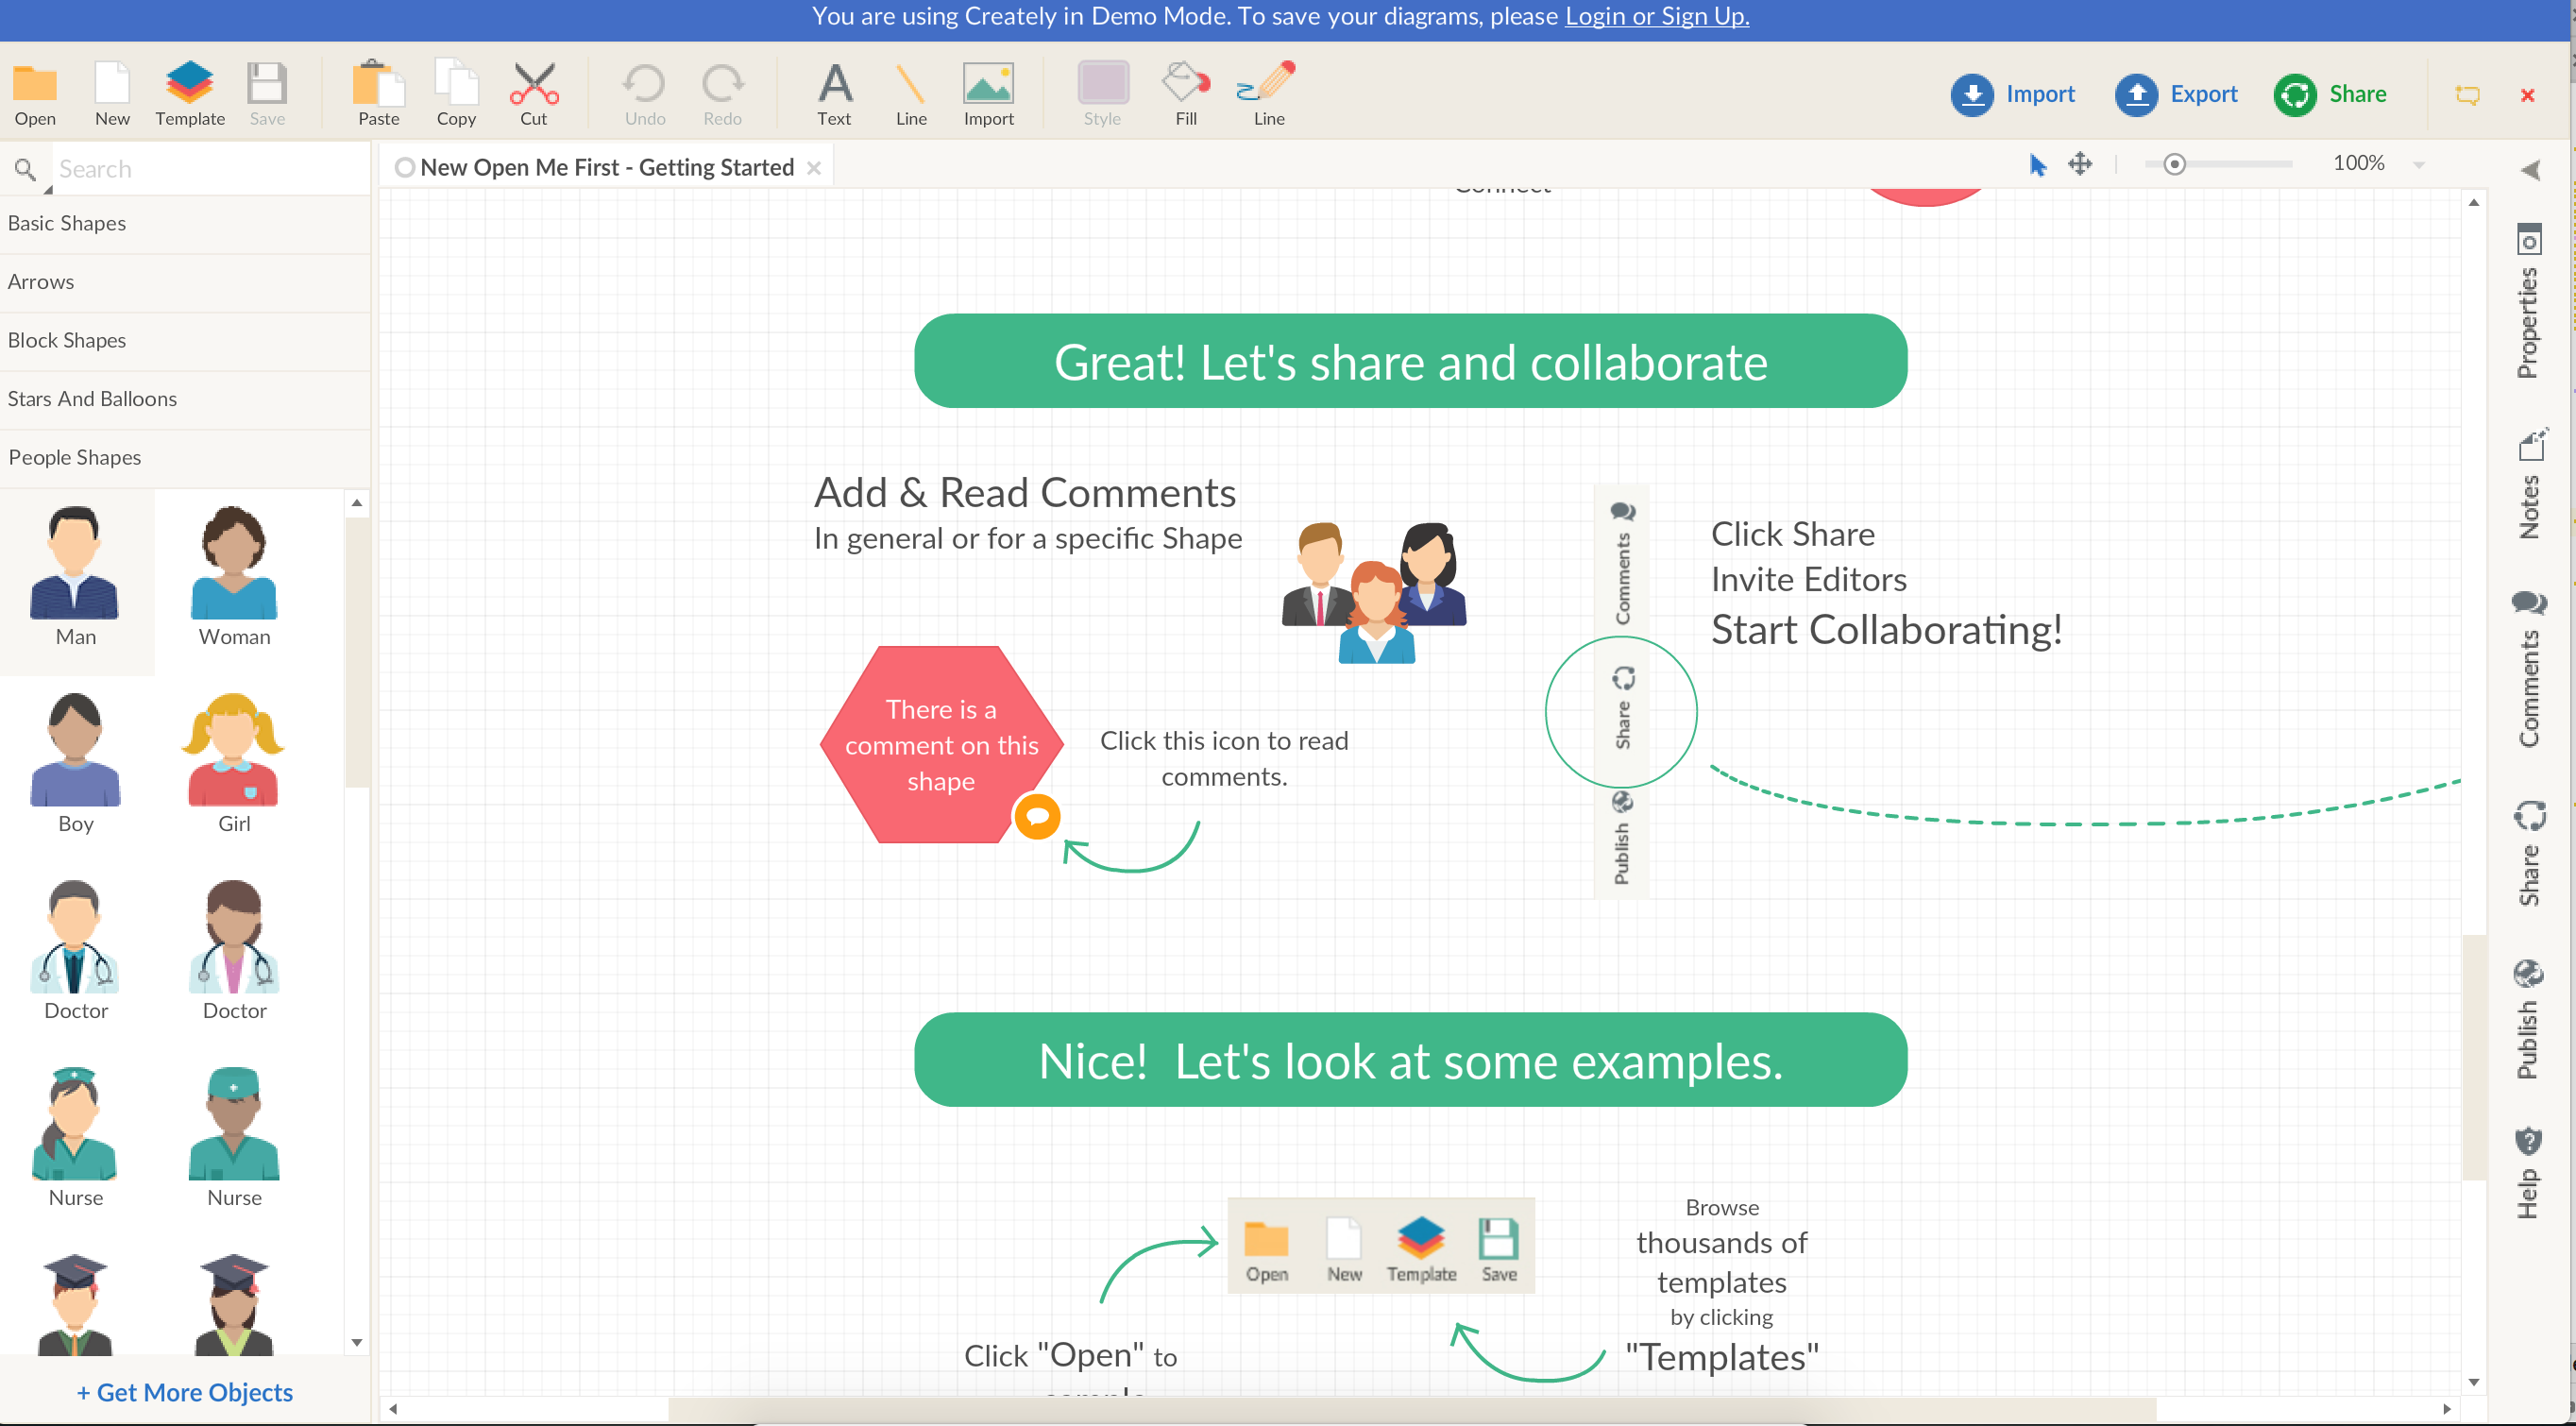 You are using Creately in Demo Mode. To save your diagrams, please Login or Sign Up.
Open New Template Save Paste Copy Cut Undo Redo Text Line Import Style Fill Line Import Export Share
Search
New Open Me First - Getting Started
100%
Basic Shapes
Arrows
Block Shapes
Stars And Balloons
People Shapes
Man Woman
Boy Girl
Doctor Doctor
Nurse Nurse
+ Get More Objects
Connect
Great! Let's share and collaborate
Add & Read Comments
In general or for a specific Shape
There is a
comment on this
shape
Click this icon to read
comments.
Comments
Share
Publish
Click Share
Invite Editors
Start Collaborating!
Nice! Let's look at some examples.
Open New Template Save
Click "Open" to
Browse
thousands of
templates
by clicking
"Templates"
Properties
Notes
Comments
Share
Publish
Help